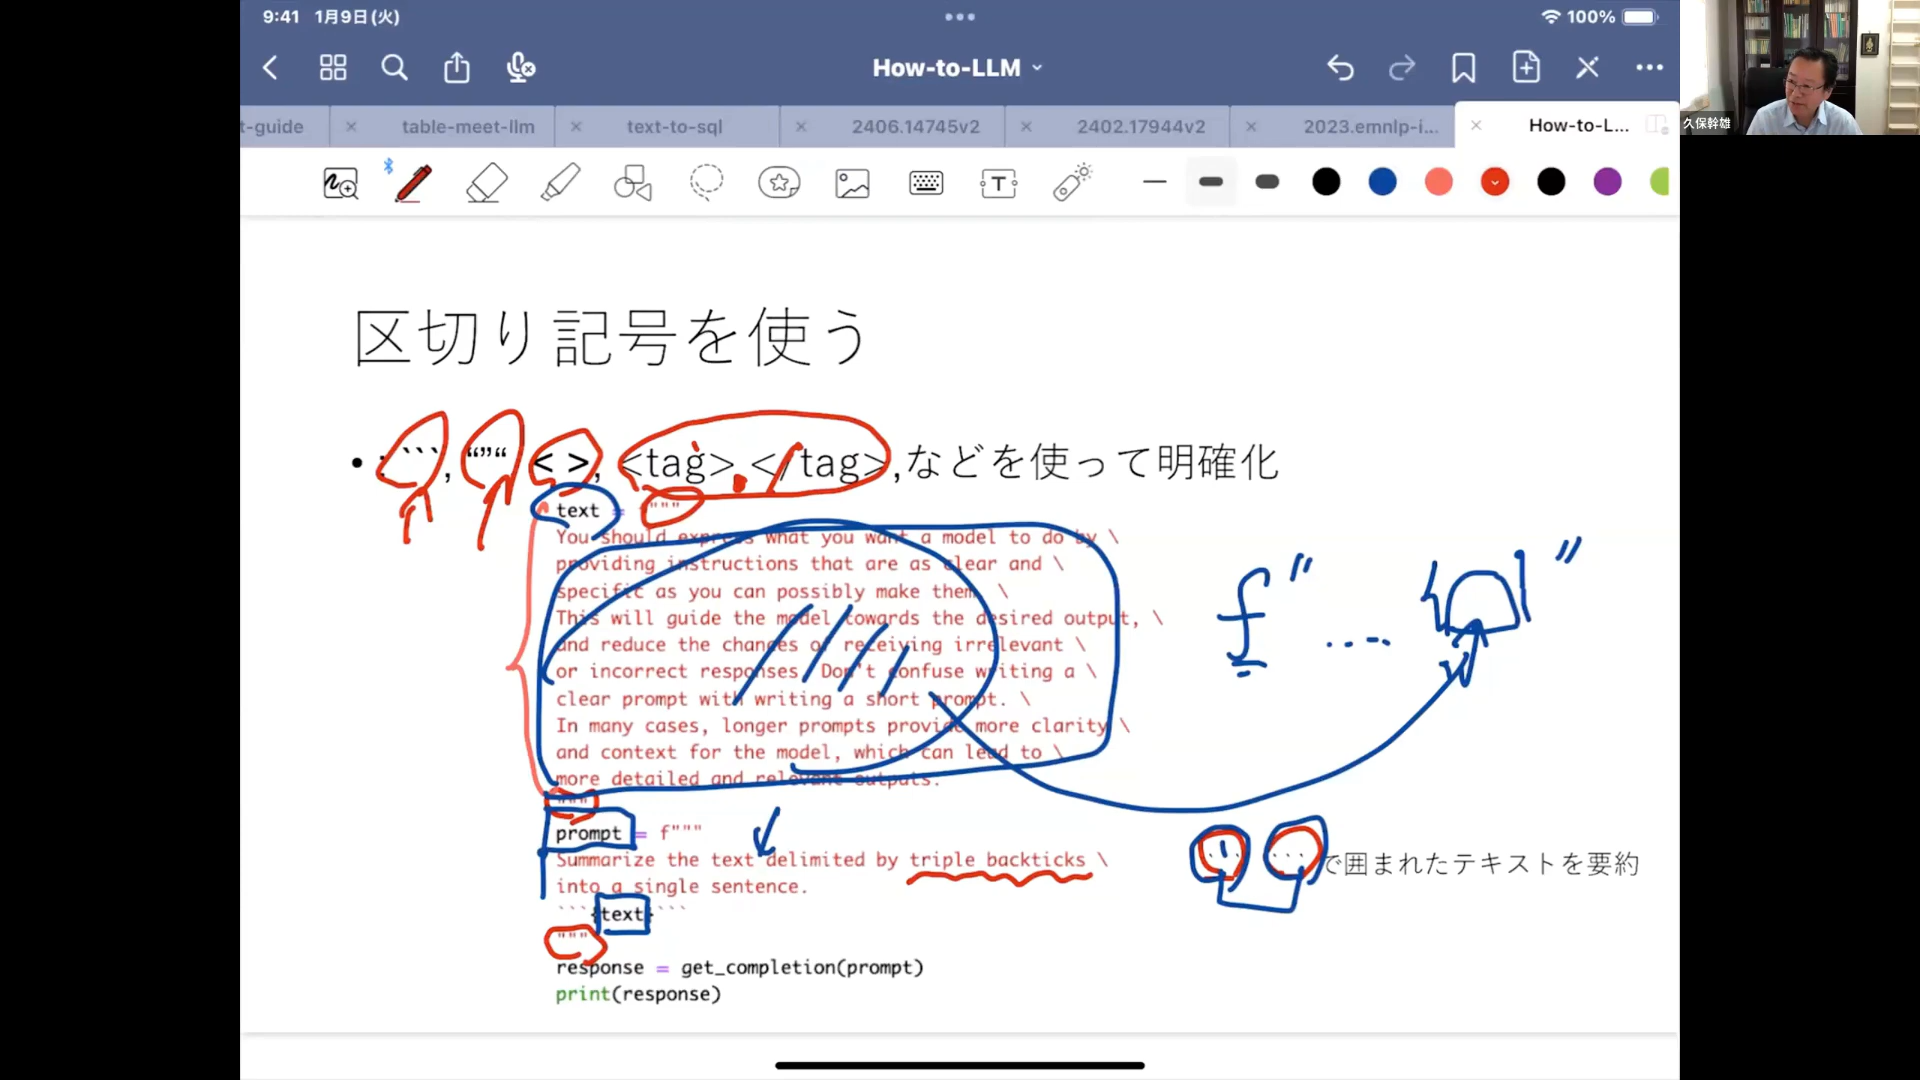 9:41 1月9日(火)
100%
How-to-LLM
t-guide
table-meet-llm
text-to-sql
2406.14745v2
2402.17944v2
2023.emnlp-i...
How-to-L...
久保幹雄
区切り記号を使う
• : ```, “”“ < >, <tag>.</tag>,などを使って明確化
text = f"""
You should express what you want a model to do by \
providing instructions that are as clear and \
specific as you can possibly make them. \
This will guide the model towards the desired output, \
and reduce the chances of receiving irrelevant \
or incorrect responses. Don't confuse writing a \
clear prompt with writing a short prompt. \
In many cases, longer prompts provide more clarity \
and context for the model, which can lead to \
more detailed and relevant outputs.
"""
prompt = f"""
Summarize the text delimited by triple backticks \
into a single sentence.
```{text}```
"""
response = get_completion(prompt)
print(response)
f" .... { } "
``` ```で囲まれたテキストを要約